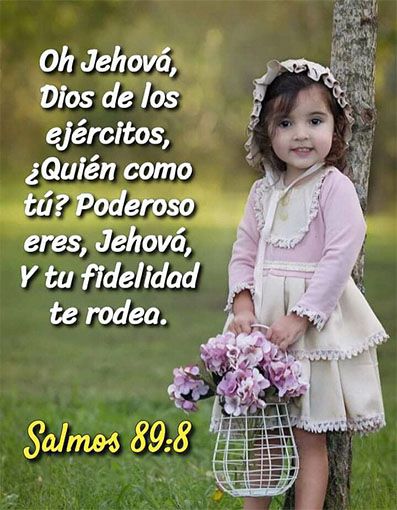 Oh Jehová,
Dios de los
ejércitos,
¿Quién como
tú? Poderoso
eres, Jehová,
Y tu fidelidad
te rodea.
Salmos 89:8